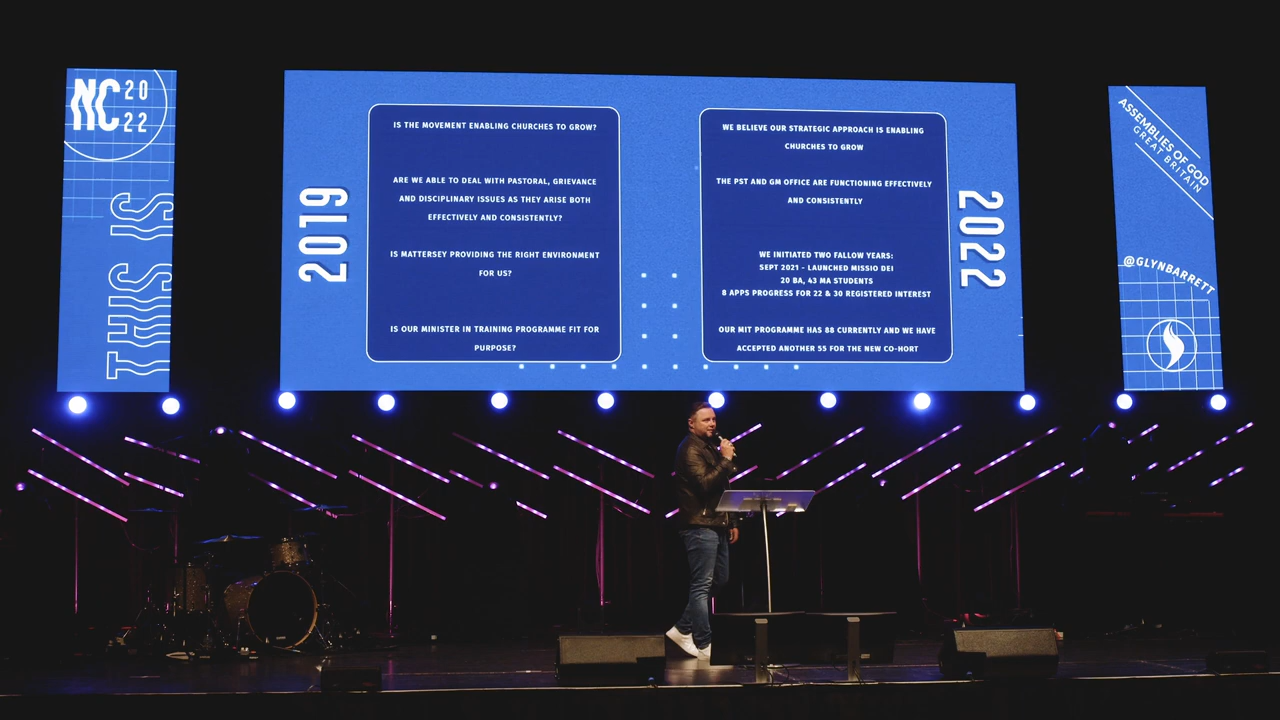 NC 20
22
THIS IS
2019
IS THE MOVEMENT ENABLING CHURCHES TO GROW?
ARE WE ABLE TO DEAL WITH PASTORAL, GRIEVANCE
AND DISCIPLINARY ISSUES AS THEY ARISE BOTH
EFFECTIVELY AND CONSISTENTLY?
IS MATTERSEY PROVIDING THE RIGHT ENVIRONMENT
FOR US?
IS OUR MINISTER IN TRAINING PROGRAMME FIT FOR
PURPOSE?
WE BELIEVE OUR STRATEGIC APPROACH IS ENABLING
CHURCHES TO GROW
THE PST AND GM OFFICE ARE FUNCTIONING EFFECTIVELY
AND CONSISTENTLY
WE INITIATED TWO FALLOW YEARS:
SEPT 2021 - LAUNCHED MISSIO DEI
20 BA, 43 MA STUDENTS
8 APPS PROGRESS FOR 22 & 30 REGISTERED INTEREST
OUR MIT PROGRAMME HAS 88 CURRENTLY AND WE HAVE
ACCEPTED ANOTHER 55 FOR THE NEW CO-HORT
2022
ASSEMBLIES OF GOD
GREAT BRITAIN
@GLYNBARRETT